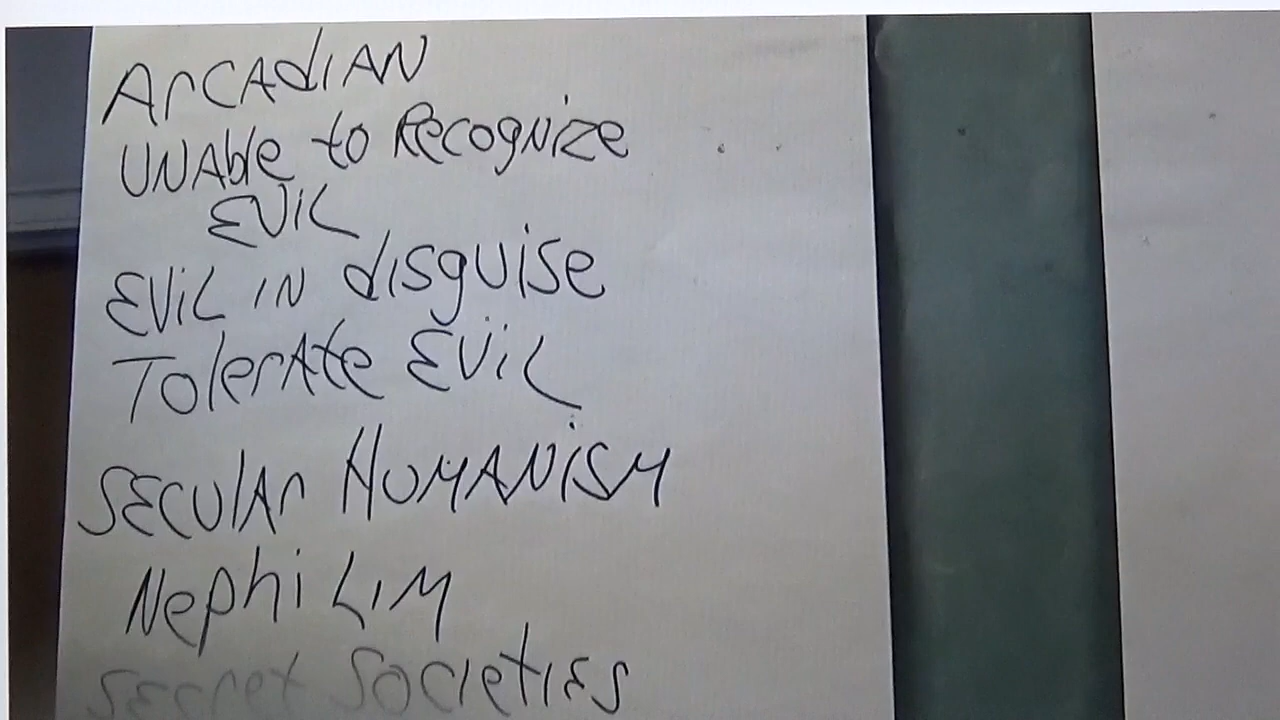 ArCAdiAN
UNAble to Recognize
EViL
EViL iN disguise
TolerAte EViL
SECUlAr HUMANiSM
NephiLiM
SECret SociEtiES